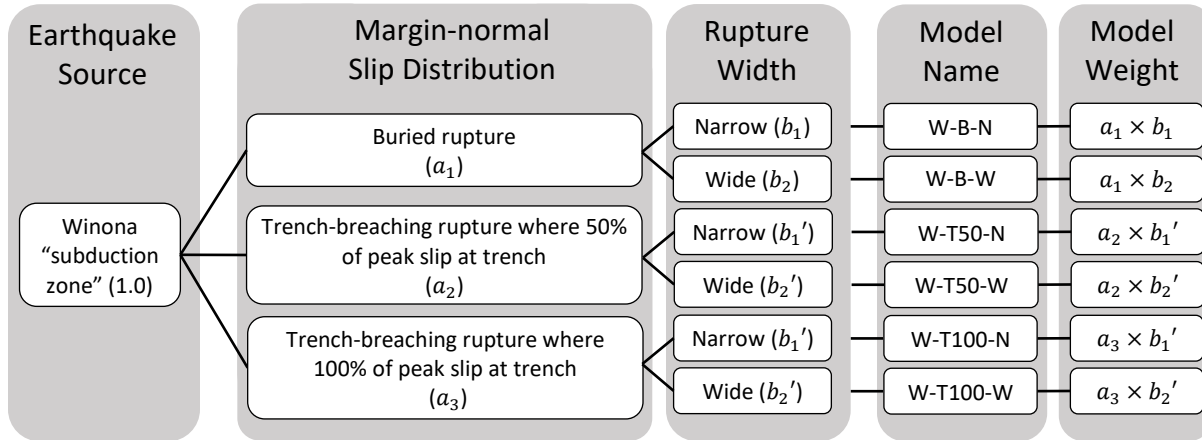 Earthquake
Source
Margin-normal
Slip Distribution
Rupture
Width
Model
Name
Model
Weight
Winona
“subduction
zone” (1.0)
Buried rupture
(a₁)
Trench-breaching rupture where 50%
of peak slip at trench
(a₂)
Trench-breaching rupture where
100% of peak slip at trench
(a₃)
Narrow (b₁)
W-B-N
a₁ × b₁
Wide (b₂)
W-B-W
a₁ × b₂
Narrow (b₁′)
W-T50-N
a₂ × b₁′
Wide (b₂′)
W-T50-W
a₂ × b₂′
Narrow (b₁′)
W-T100-N
a₃ × b₁′
Wide (b₂′)
W-T100-W
a₃ × b₂′